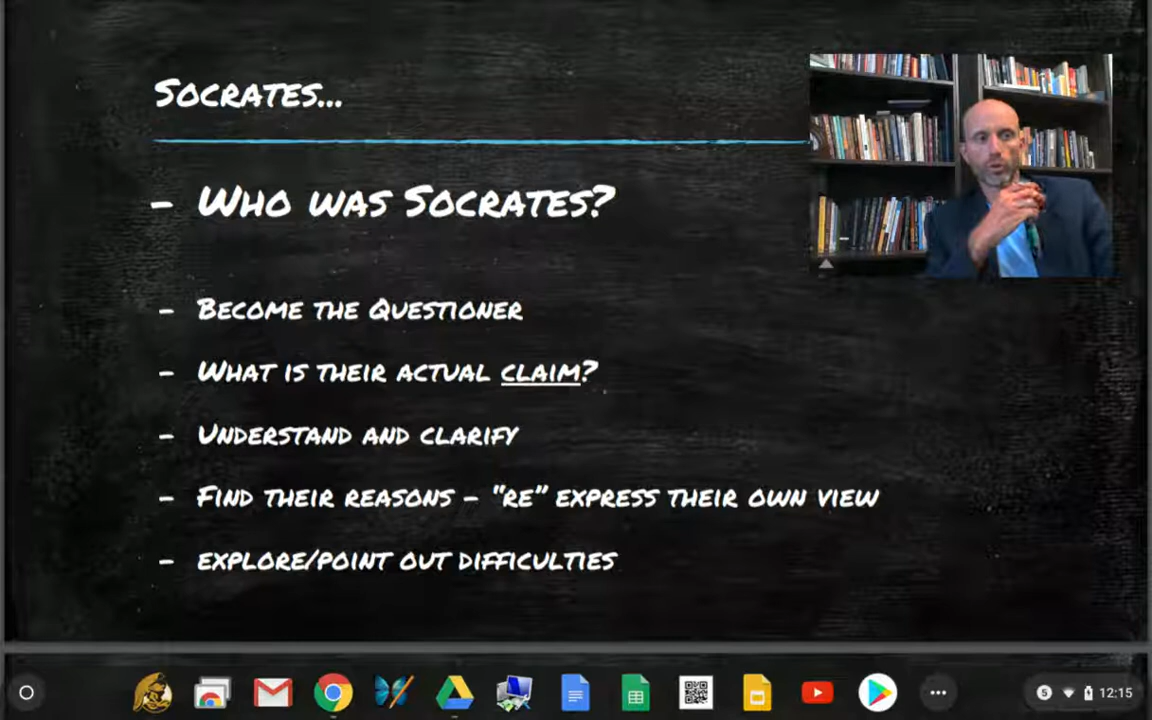 Socrates...
- Who was Socrates?
- Become the Questioner
- What is their actual claim?
- Understand and clarify
- Find their reasons – "re" express their own view
- explore/point out difficulties
5 12:15